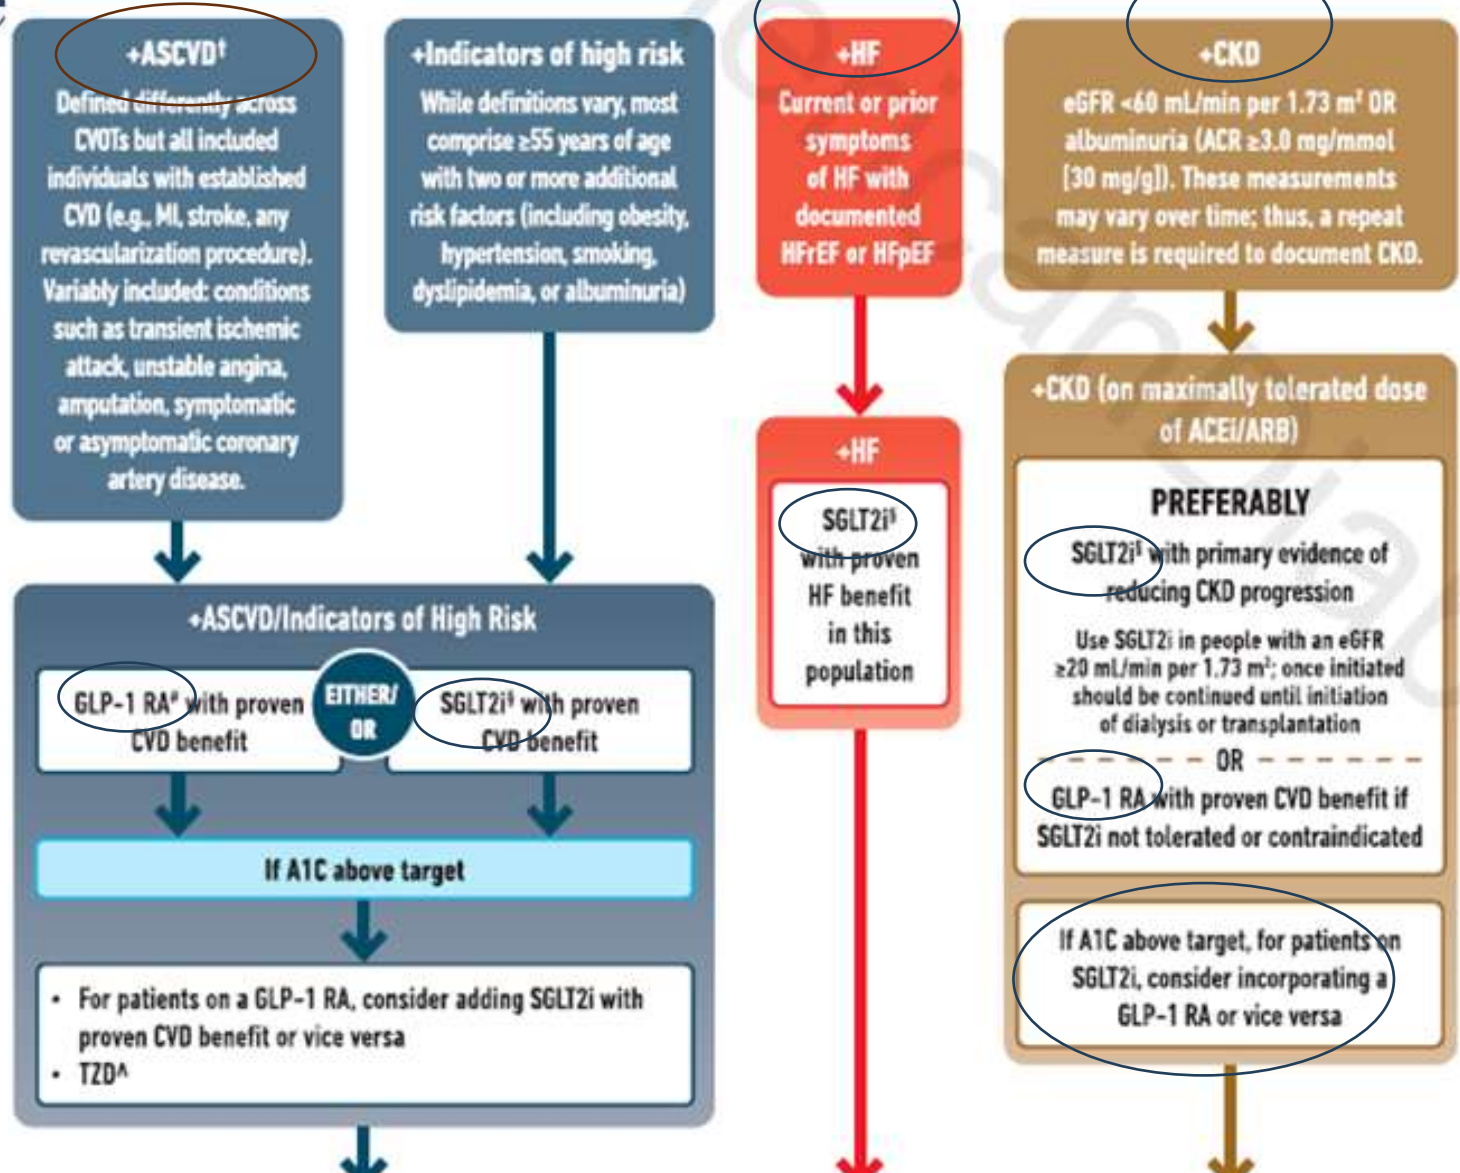 +ASCVD†
Defined differently across
CVOTs but all included
individuals with established
CVD (e.g., MI, stroke, any
revascularization procedure).
Variably included: conditions
such as transient ischemic
attack, unstable angina,
amputation, symptomatic
or asymptomatic coronary
artery disease.
+Indicators of high risk
While definitions vary, most
comprise ≥55 years of age
with two or more additional
risk factors (including obesity,
hypertension, smoking,
dyslipidemia, or albuminuria)
+ASCVD/Indicators of High Risk
GLP-1 RA# with proven
CVD benefit
EITHER/
OR
SGLT2i§ with proven
CVD benefit
If A1C above target
• For patients on a GLP-1 RA, consider adding SGLT2i with
proven CVD benefit or vice versa
• TZD^
+HF
Current or prior
symptoms
of HF with
documented
HFrEF or HFpEF
+HF
SGLT2i§
with proven
HF benefit
in this
population
+CKD
eGFR <60 mL/min per 1.73 m² OR
albuminuria (ACR ≥3.0 mg/mmol
[30 mg/g]). These measurements
may vary over time; thus, a repeat
measure is required to document CKD.
+CKD (on maximally tolerated dose
of ACEi/ARB)
PREFERABLY
SGLT2i§ with primary evidence of
reducing CKD progression
Use SGLT2i in people with an eGFR
≥20 mL/min per 1.73 m²; once initiated
should be continued until initiation
of dialysis or transplantation
OR
GLP-1 RA with proven CVD benefit if
SGLT2i not tolerated or contraindicated
If A1C above target, for patients on
SGLT2i, consider incorporating a
GLP-1 RA or vice versa